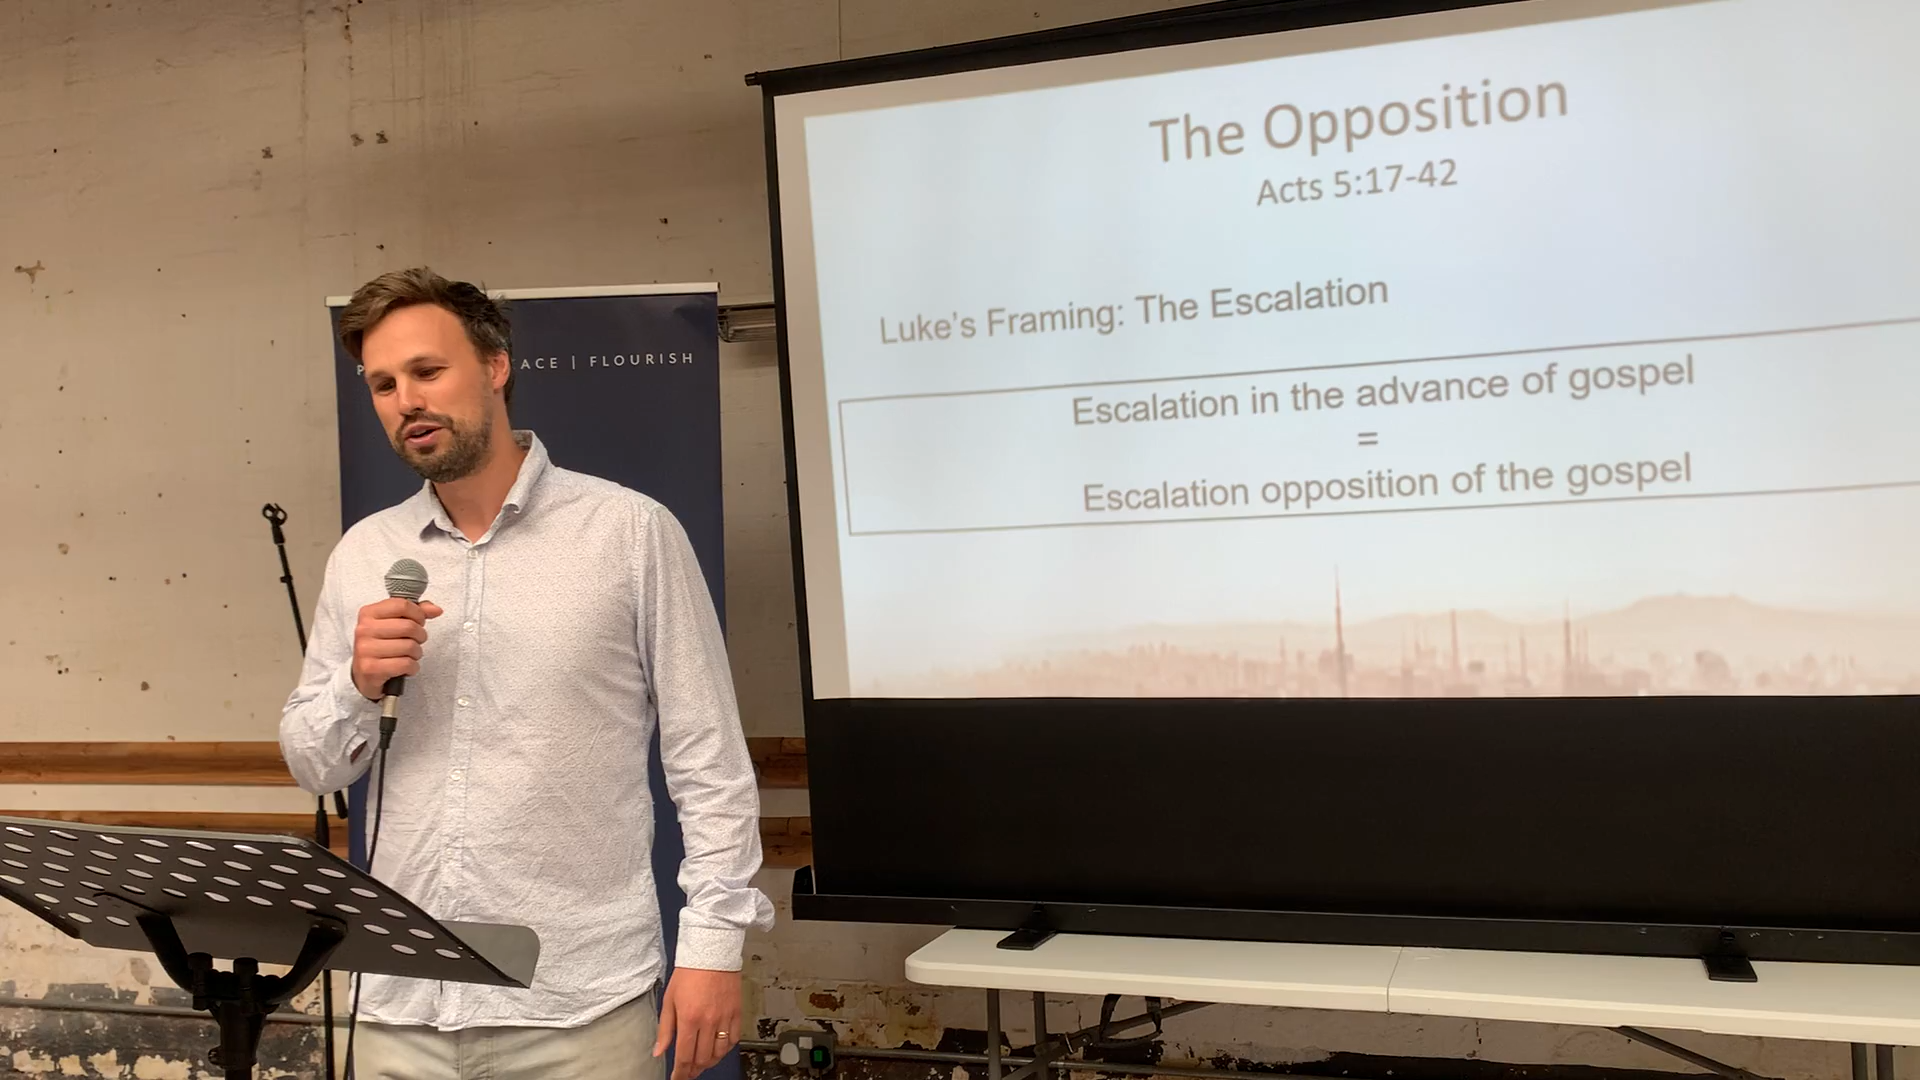 P
ACE | FLOURISH
The Opposition
Acts 5:17-42
Luke's Framing: The Escalation
Escalation in the advance of gospel
=
Escalation opposition of the gospel